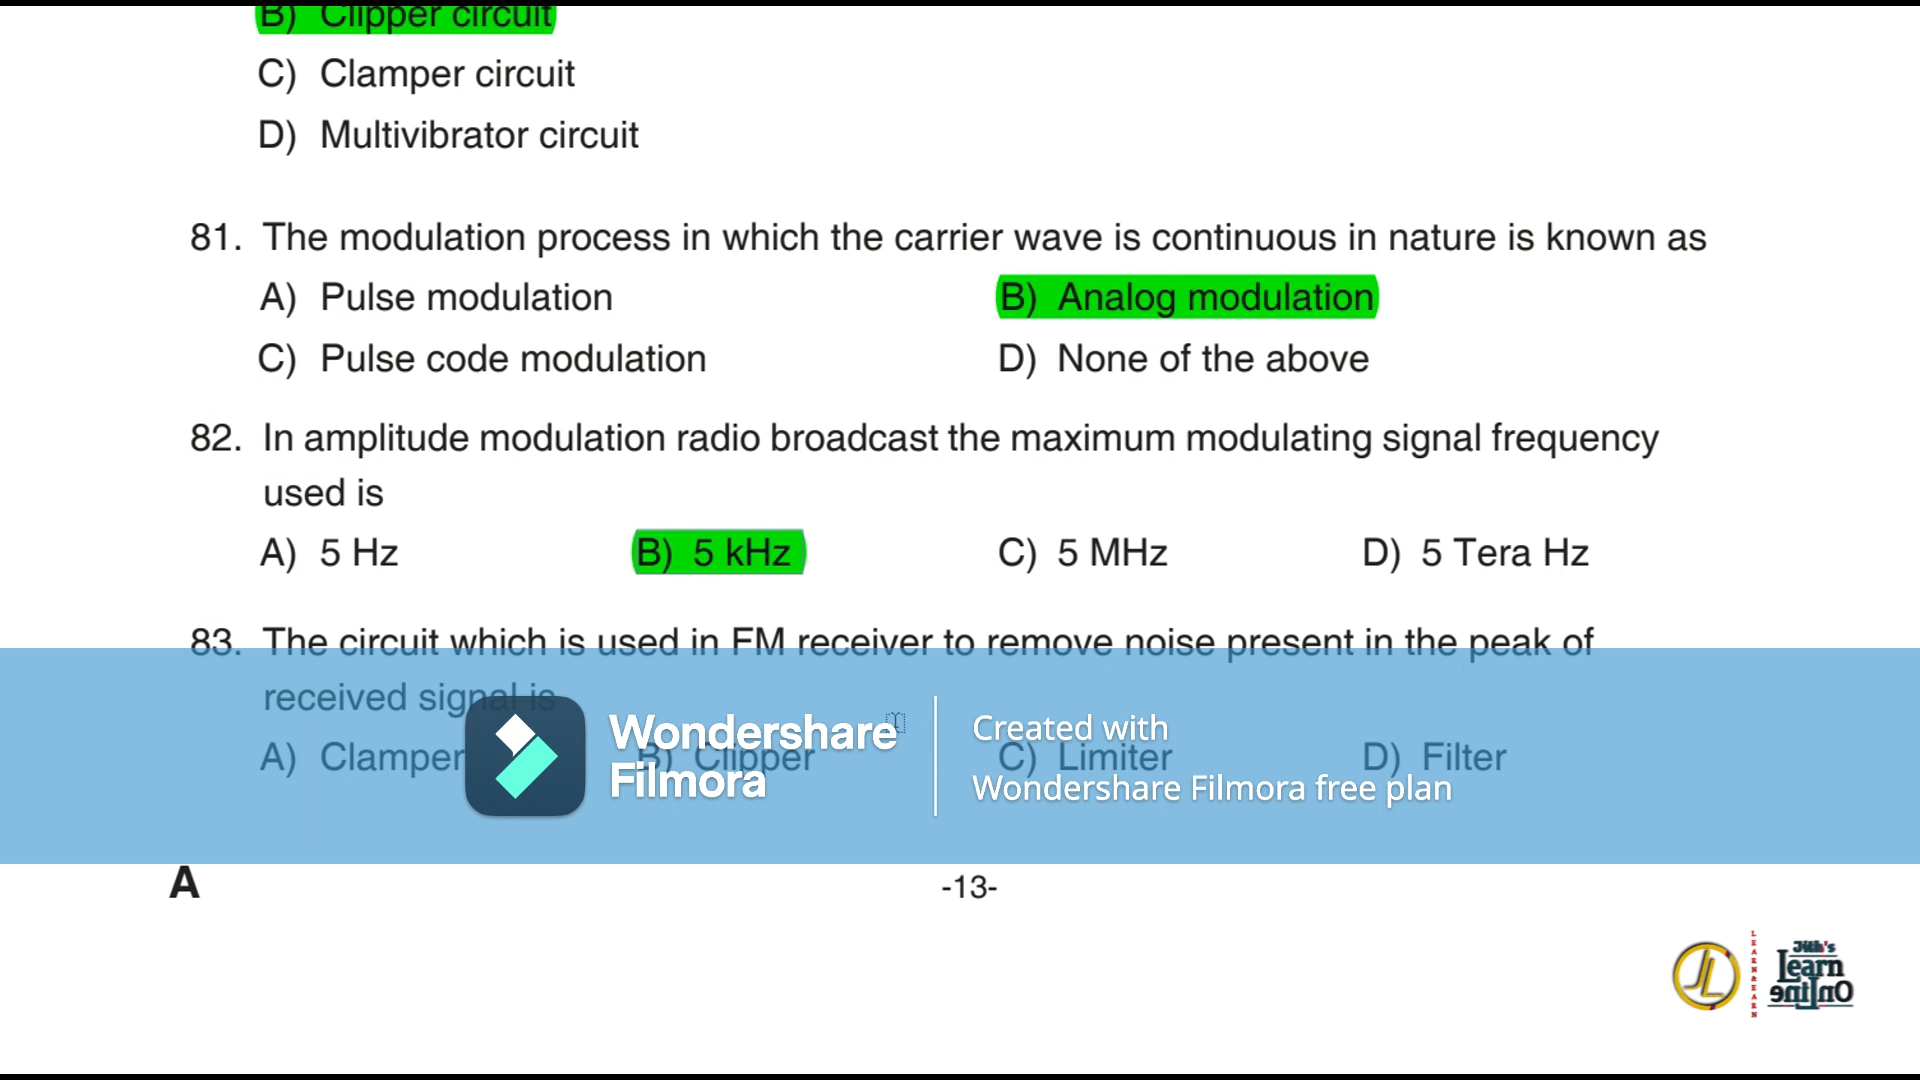 B) Clipper circuit
C) Clamper circuit
D) Multivibrator circuit
81. The modulation process in which the carrier wave is continuous in nature is known as
A) Pulse modulation B) Analog modulation
C) Pulse code modulation D) None of the above
82. In amplitude modulation radio broadcast the maximum modulating signal frequency
used is
A) 5 Hz B) 5 kHz C) 5 MHz D) 5 Tera Hz
83. The circuit which is used in FM receiver to remove noise present in the peak of
received signal is
A) Clamper B) Clipper C) Limiter D) Filter
Wondershare
Filmora
Created with
Wondershare Filmora free plan
A -13-
JL
LEARN&EARN
Jith's
Learn
OnLine